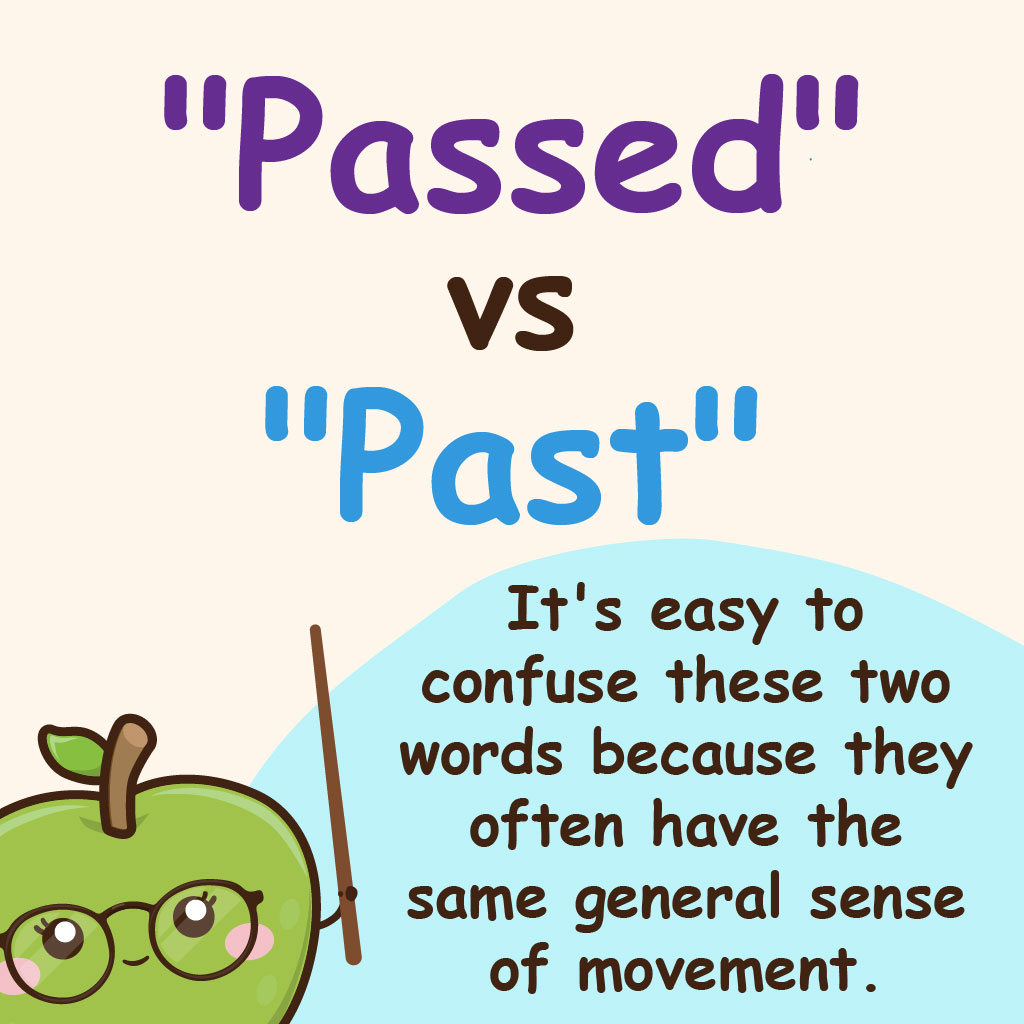 "Passed"
vs
"Past"
It's easy to
confuse these two
words because they
often have the
same general sense
of movement.